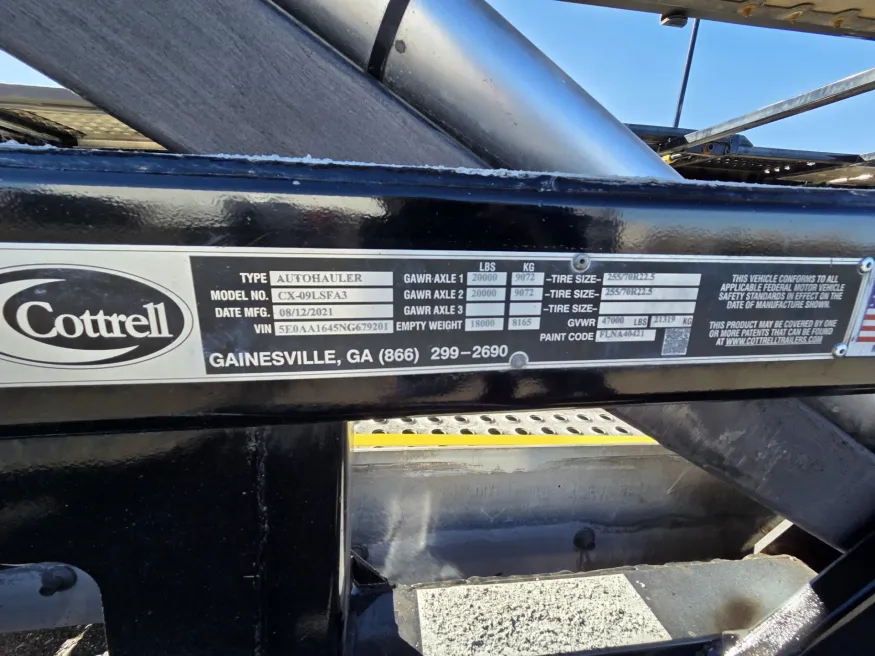 Cottrell
LBS KG
TYPE AUTOHAULER GAWR-AXLE 1 20000 9072 -TIRE SIZE- 255/70R22.5
MODEL NO. CX-09LSFA3 GAWR AXLE 2 20000 9072 -TIRE SIZE- 255/70R22.5
DATE MFG. 08/12/2021 GAWR AXLE 3 -TIRE SIZE-
VIN 5E0AA1645NG679201 EMPTY WEIGHT 18000 8165 GVWR 47000 LBS 21319 KG
PAINT CODE FLNA40421
GAINESVILLE, GA (866) 299-2690
THIS VEHICLE CONFORMS TO ALL
APPLICABLE FEDERAL MOTOR VEHICLE
SAFETY STANDARDS IN EFFECT ON THE
DATE OF MANUFACTURE SHOWN.
THIS PRODUCT MAY BE COVERED BY ONE
OR MORE PATENTS THAT CAN BE FOUND
AT WWW.COTTRELLTRAILERS.COM